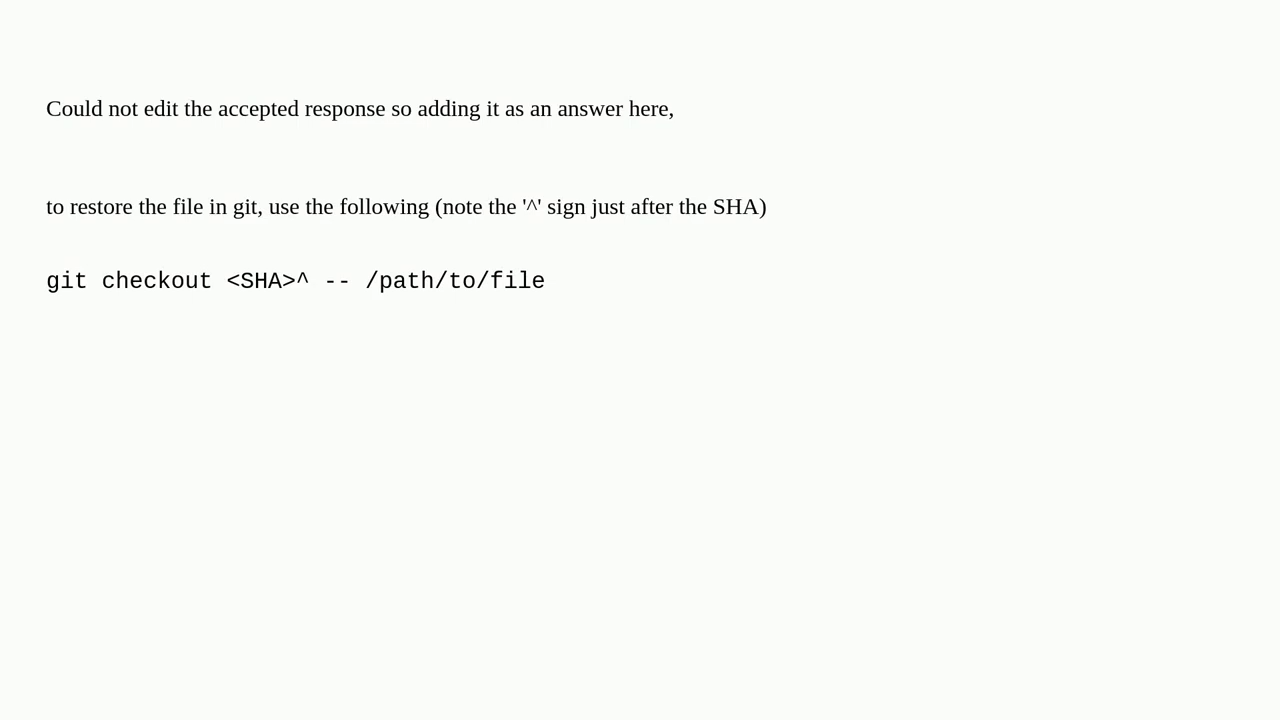 Could not edit the accepted response so adding it as an answer here,
to restore the file in git, use the following (note the '^' sign just after the SHA)
git checkout <SHA>^ -- /path/to/file